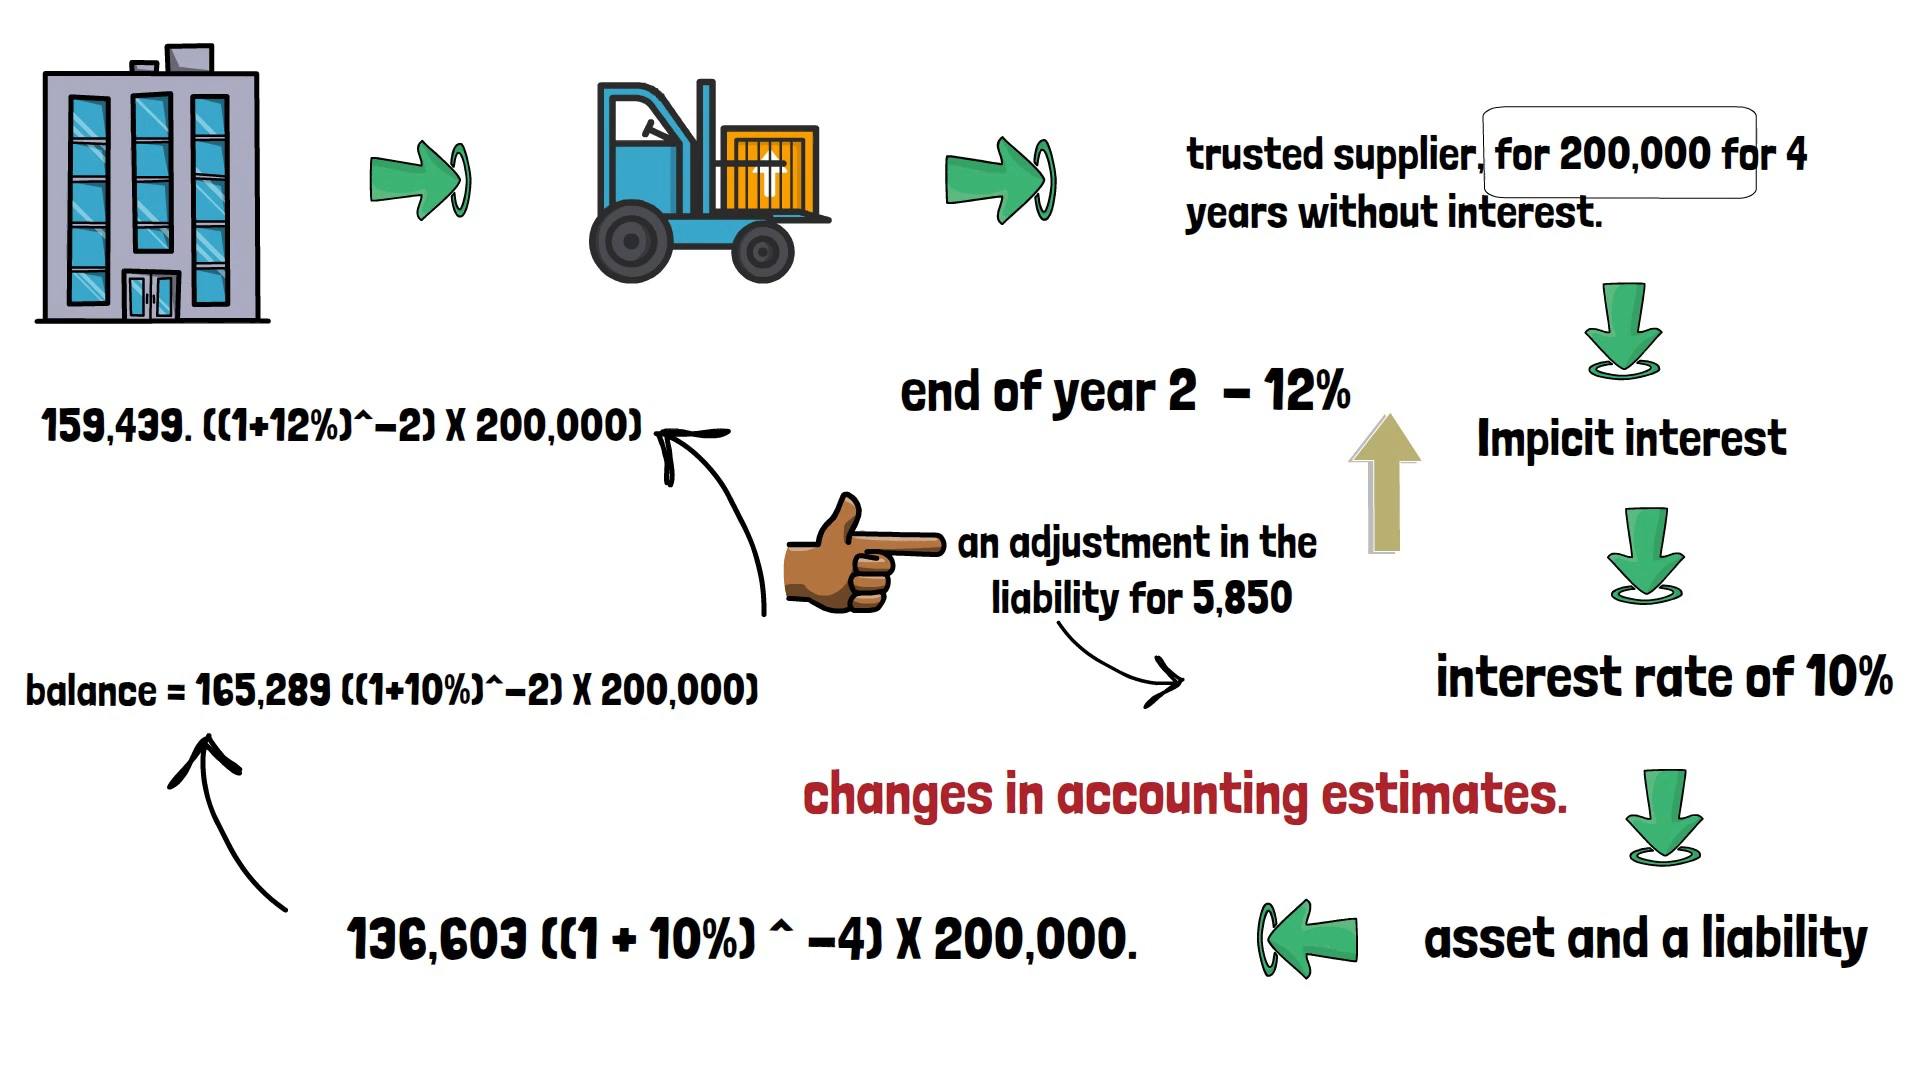 trusted supplier, for 200,000 for 4
years without interest.
end of year 2 – 12%
159,439. ((1+12%)^–2) X 200,000)
Impicit interest
an adjustment in the
liability for 5,850
interest rate of 10%
balance = 165,289 ((1+10%)^–2) X 200,000)
changes in accounting estimates.
136,603 ((1 + 10%) ^ –4) X 200,000.
asset and a liability